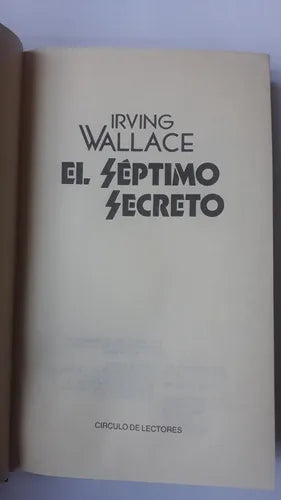 IRVING
WALLACE
EL SÉPTIMO
SECRETO
CIRCULO DE LECTORES